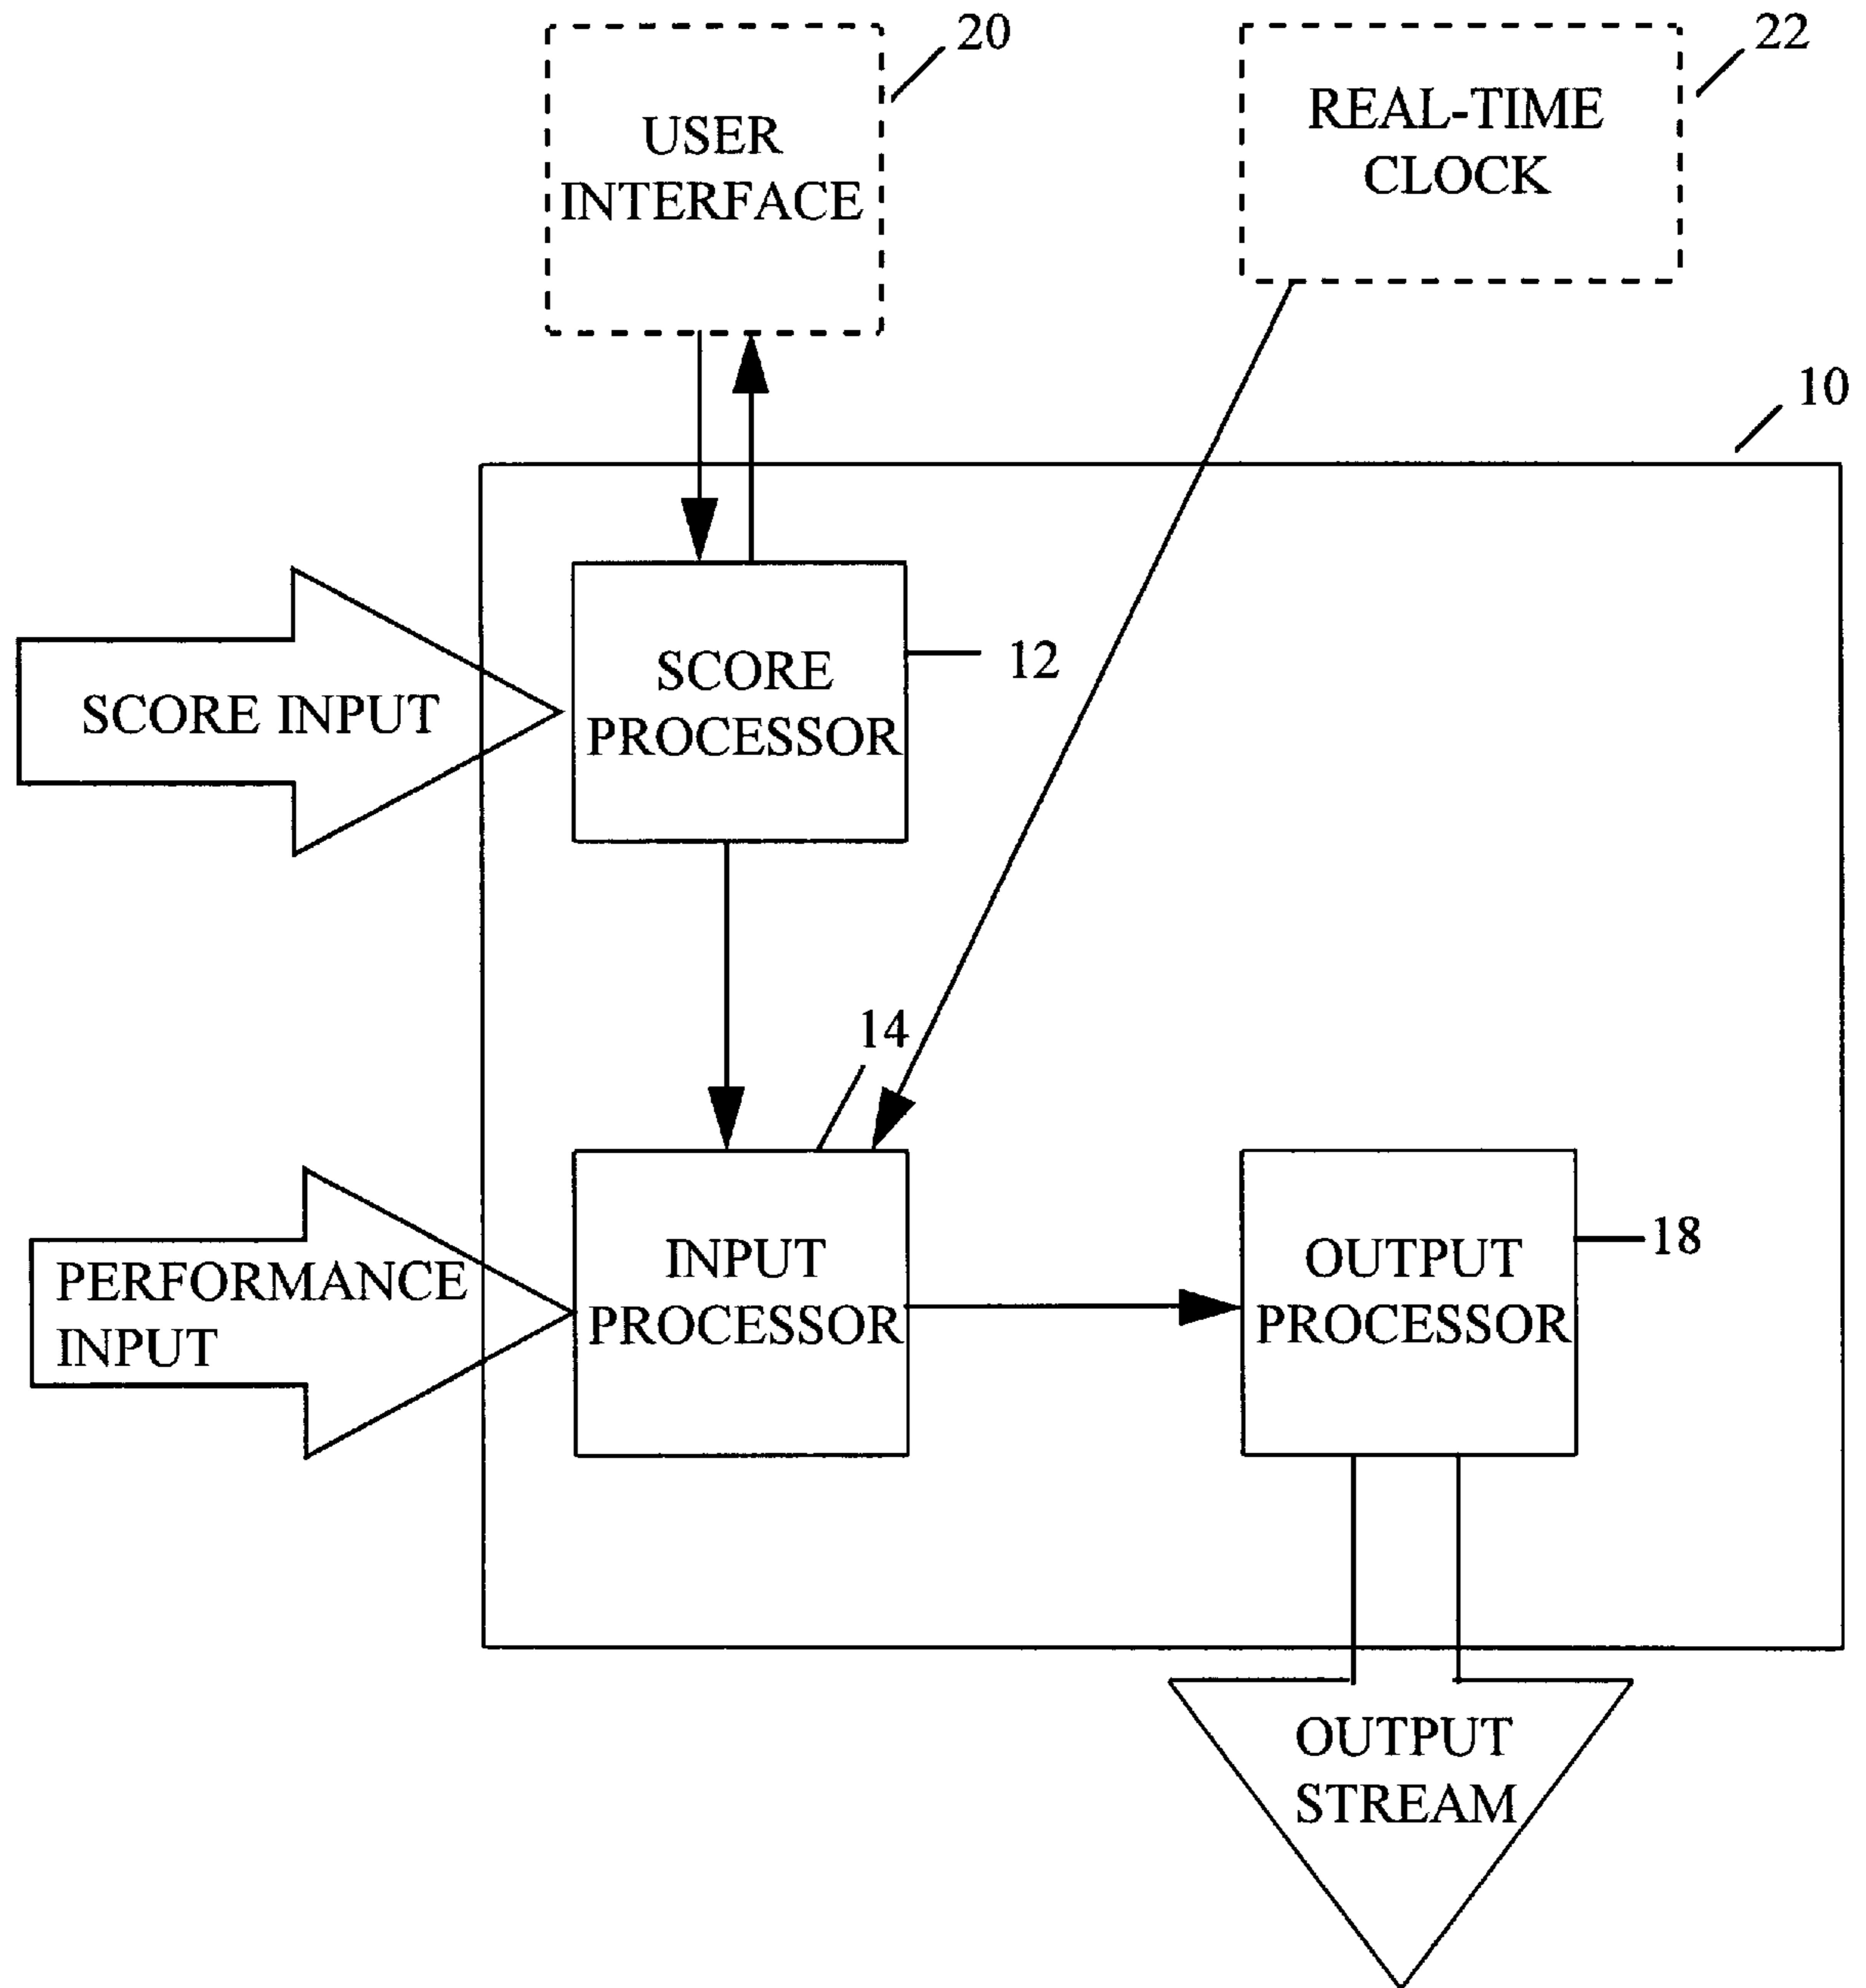 20
22
USER
INTERFACE
REAL-TIME
CLOCK
10
SCORE
PROCESSOR
12
SCORE INPUT
14
PERFORMANCE
INPUT
INPUT
PROCESSOR
OUTPUT
PROCESSOR
18
OUTPUT
STREAM